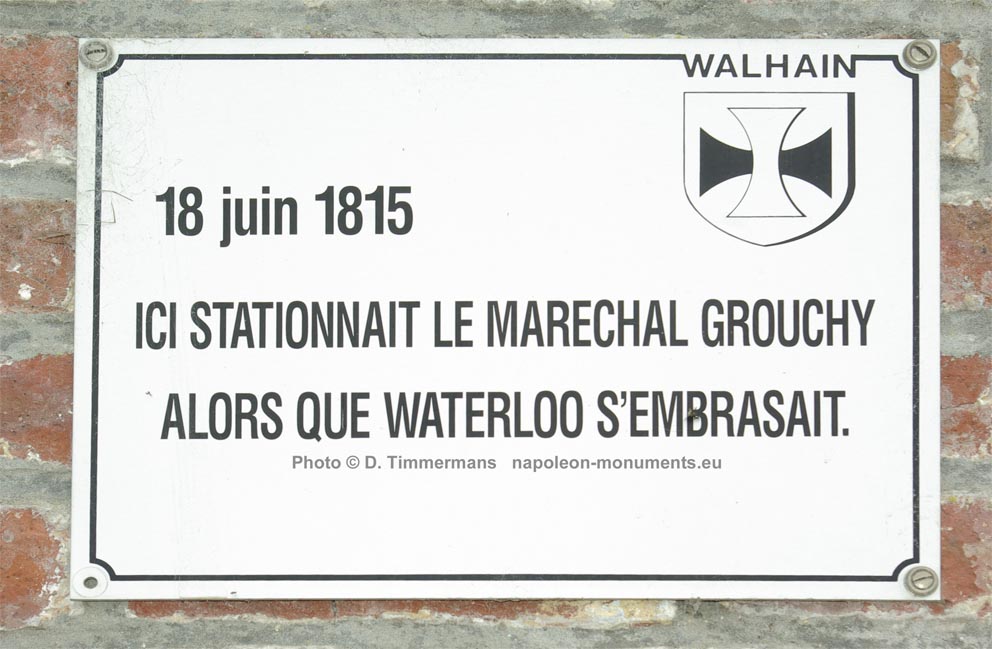 WALHAIN
18 juin 1815
ICI STATIONNAIT LE MARECHAL GROUCHY
ALORS QUE WATERLOO S'EMBRASAIT.
Photo © D. Timmermans napoleon-monuments.eu